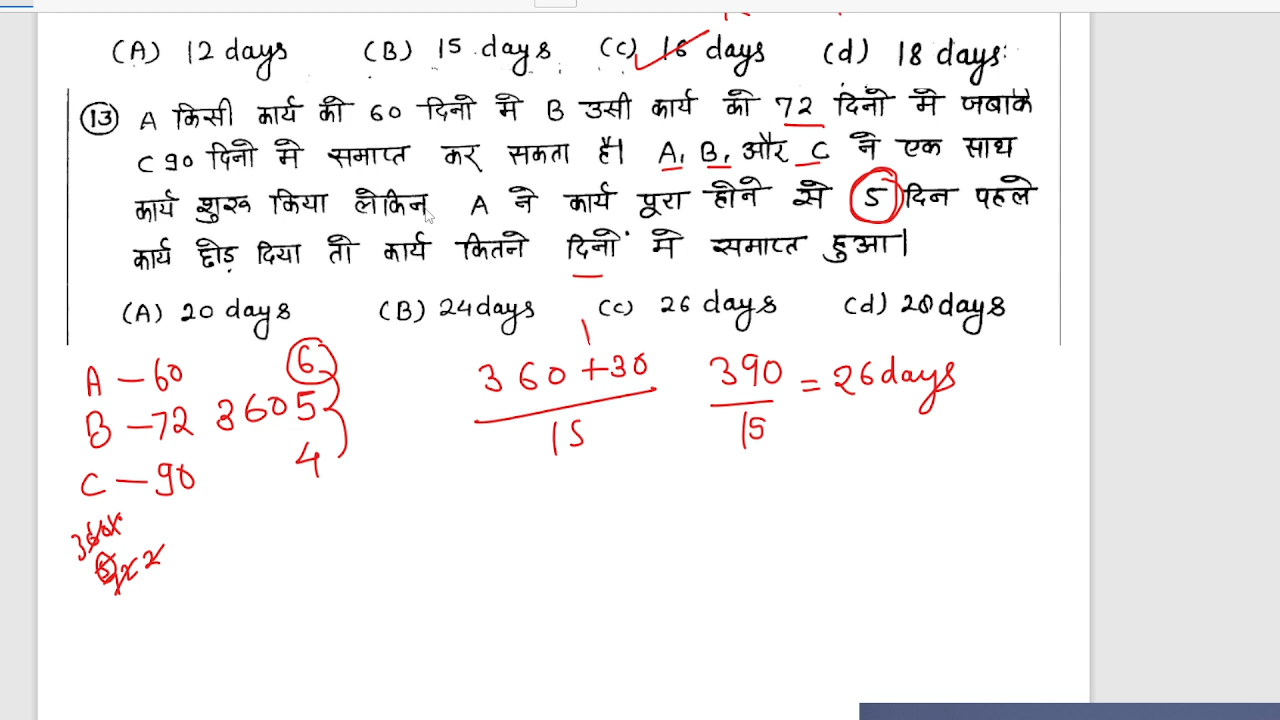 (A) 12 days (B) 15 days (C) 16 days (d) 18 days
13 A किसी कार्य को 60 दिनो मे B उसी कार्य को 72 दिनो मे जबकि
C 90 दिनो मे समाप्त कर सकता है। A, B, और C ने एक साथ
कार्य शुरू किया लेकिन A ने कार्य पूरा होने से 5 दिन पहले
कार्य छोड़ दिया तो कार्य कितने दिनो मे समाप्त हुआ।
(A) 20 days (B) 24 days (C) 26 days (d) 28 days
A – 60 6 360 +30 390 = 26 days
B – 72 360 5 15 15
C – 90 4